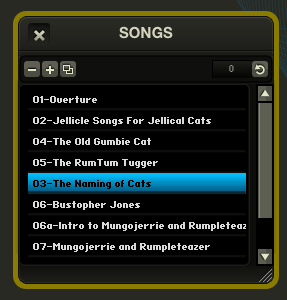 SONGS
0
01-Overture
02-Jellicle Songs For Jellical Cats
04-The Old Gumbie Cat
05-The RumTum Tugger
03-The Naming of Cats
06-Bustopher Jones
06a-Intro to Mungojerrie and Rumpleteaz
07-Mungojerrie and Rumpleteazer